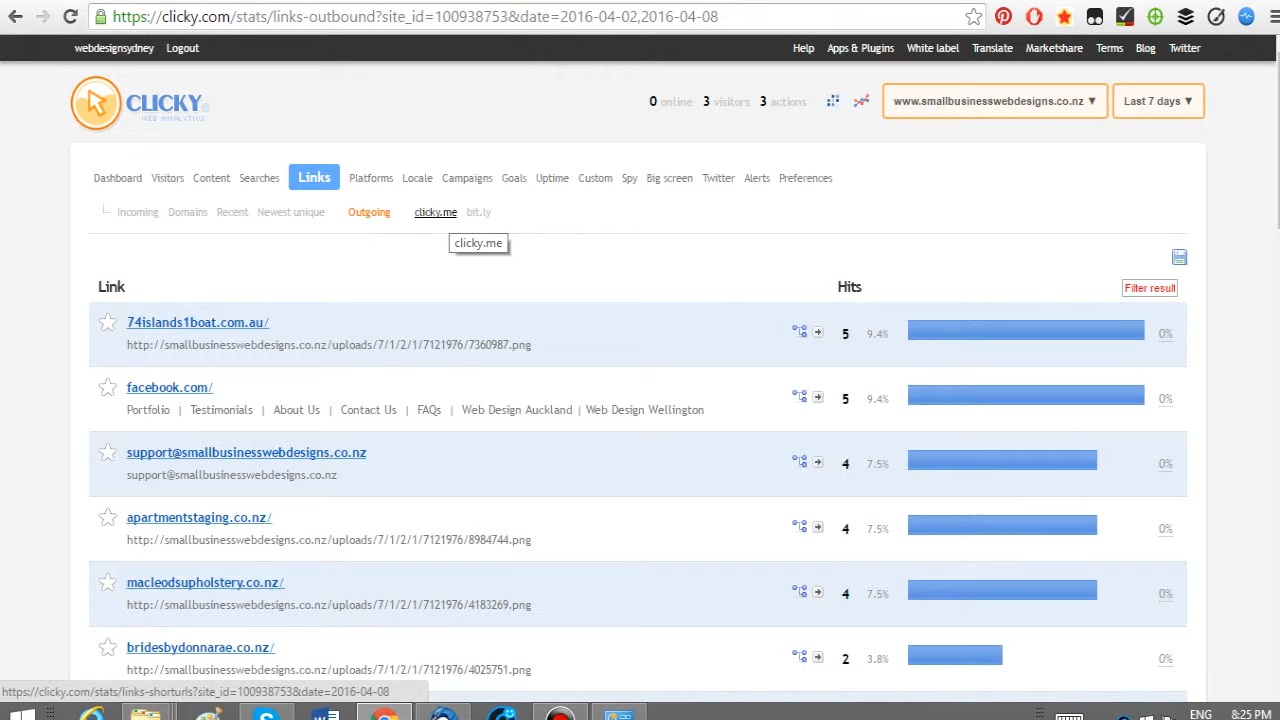 https://clicky.com/stats/links-outbound?site_id=100938753&date=2016-04-02,2016-04-08
webdesignsydney Logout Help Apps & Plugins White label Translate Marketshare Terms Blog Twitter
CLICKY®
WEB ANALYTICS
0 online 3 visitors 3 actions www.smallbusinesswebdesigns.co.nz ▼ Last 7 days ▼
Dashboard Visitors Content Searches Links Platforms Locale Campaigns Goals Uptime Custom Spy Big screen Twitter Alerts Preferences
Incoming Domains Recent Newest unique Outgoing clicky.me bit.ly
clicky.me
Link Hits Filter result
74islands1boat.com.au/ 5 9.4% 0%
http://smallbusinesswebdesigns.co.nz/uploads/7/1/2/1/7121976/7360987.png
facebook.com/ 5 9.4% 0%
Portfolio | Testimonials | About Us | Contact Us | FAQs | Web Design Auckland | Web Design Wellington
support@smallbusinesswebdesigns.co.nz 4 7.5% 0%
support@smallbusinesswebdesigns.co.nz
apartmentstaging.co.nz/ 4 7.5% 0%
http://smallbusinesswebdesigns.co.nz/uploads/7/1/2/1/7121976/8984744.png
macleodsupholstery.co.nz/ 4 7.5% 0%
http://smallbusinesswebdesigns.co.nz/uploads/7/1/2/1/7121976/4183269.png
bridesbydonnarae.co.nz/ 2 3.8% 0%
http://smallbusinesswebdesigns.co.nz/uploads/7/1/2/1/7121976/4025751.png
https://clicky.com/stats/links-shorturls?site_id=100938753&date=2016-04-08
ENG 8:25 PM